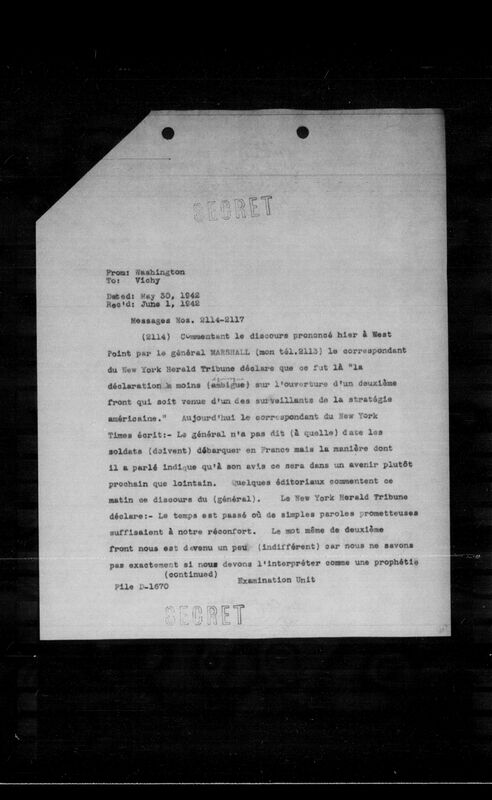 SECRET
From: Washington
To: Vichy
Dated: May 30, 1942
Rec'd: June 1, 1942
Messages Nos. 2114-2117
(2114) Commentant le discours prononcé hier à West
Point par le général MARSHALL (mon tél.2113) le correspondant
du New York Herald Tribune déclare que ce fut là "la
déclaration la moins (ambigue) sur l'ouverture d'un deuxième
front qui soit venue d'un des surveillants de la stratégie
américaine." Aujourd'hui le correspondant du New York
Times écrit:- Le général n'a pas dit (à quelle) date les
soldats (doivent) débarquer en France mais la manière dont
il a parlé indique qu'à son avis ce sera dans un avenir plutôt
prochain que lointain. Quelques éditoriaux commentent ce
matin ce discours du (général). Le New York Herald Tribune
déclare:- Le temps est passé où de simples paroles prometteuses
suffisaient à notre réconfort. Le mot même de deuxième
front nous est devenu un peu (indifférent) car nous ne savons
pas exactement si nous devons l'interpréter comme une prophétie
(continued)
Examination Unit
File D-1670
SECRET